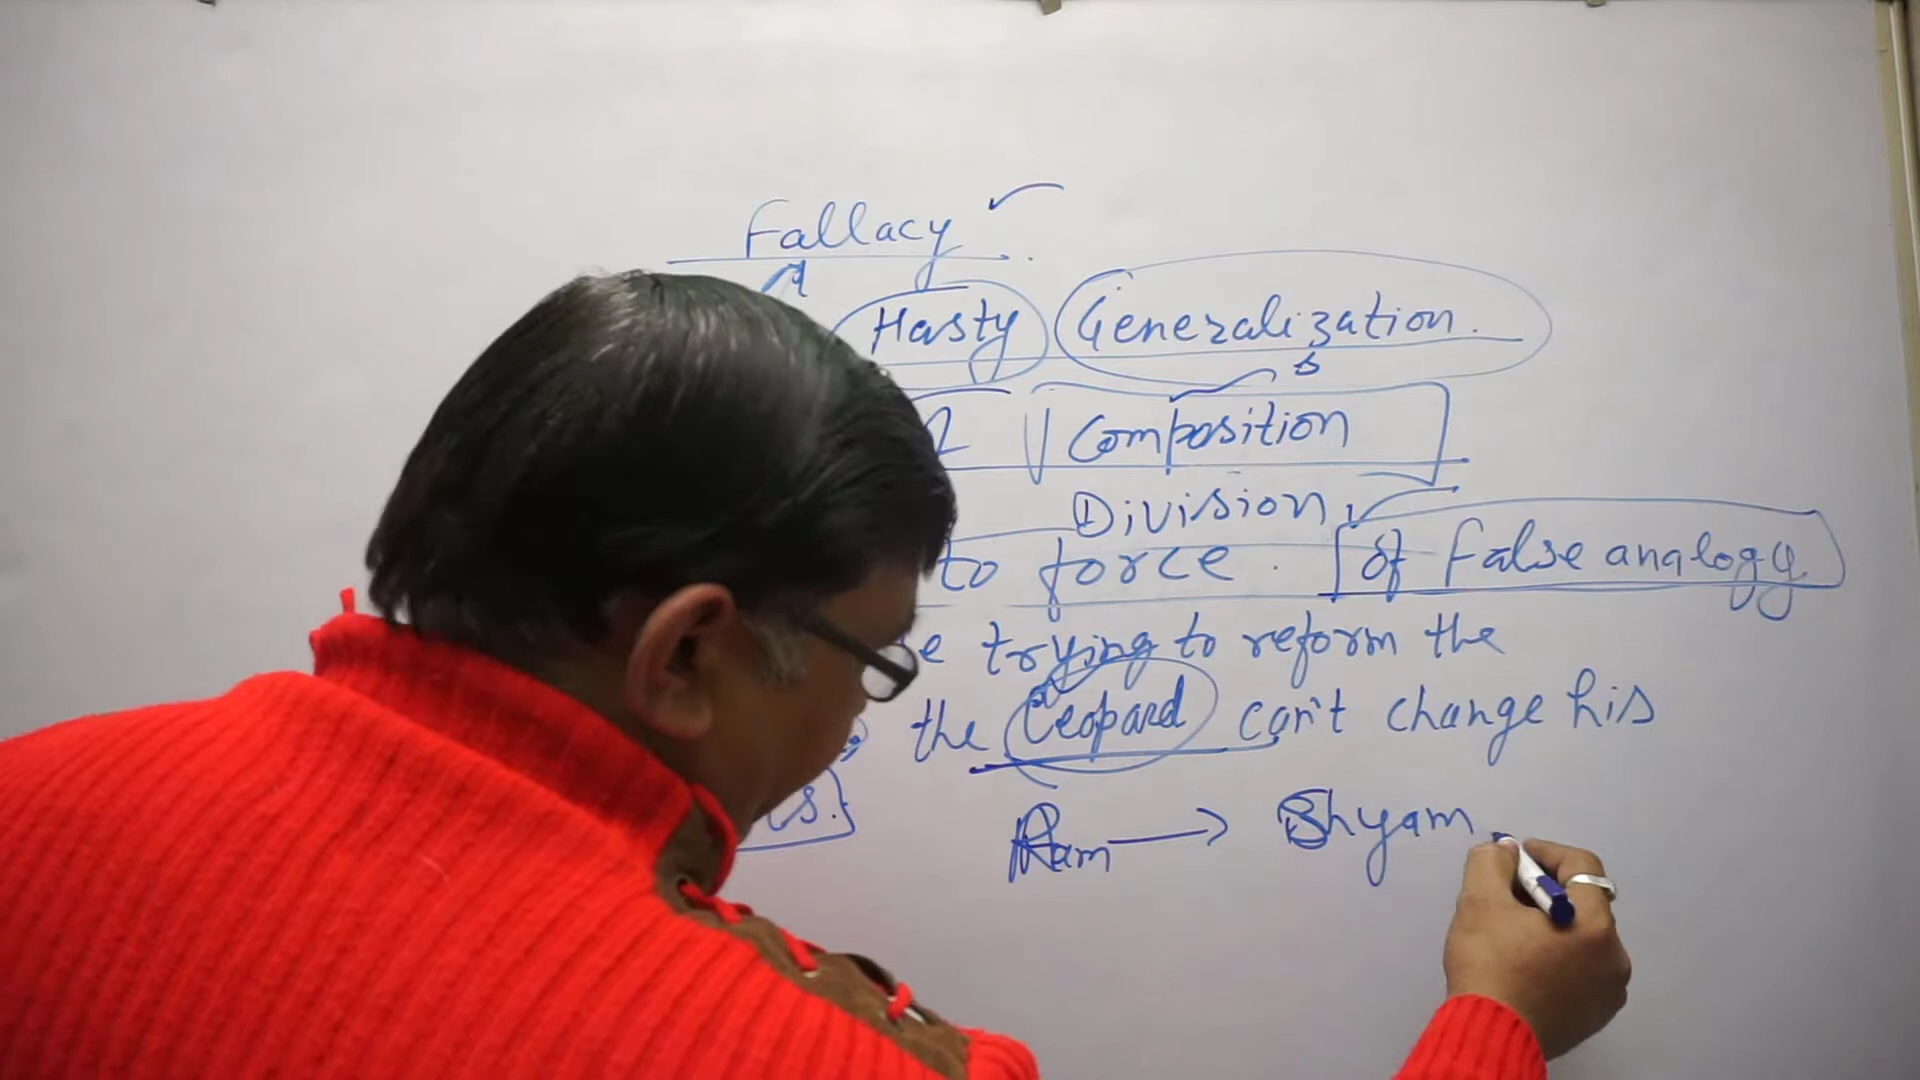 Fallacy
Hasty Generalization.
s
Composition
Division
to force. of False analogy
trying to reform the
the Leopard can't change his
s.
Ram → Shyam